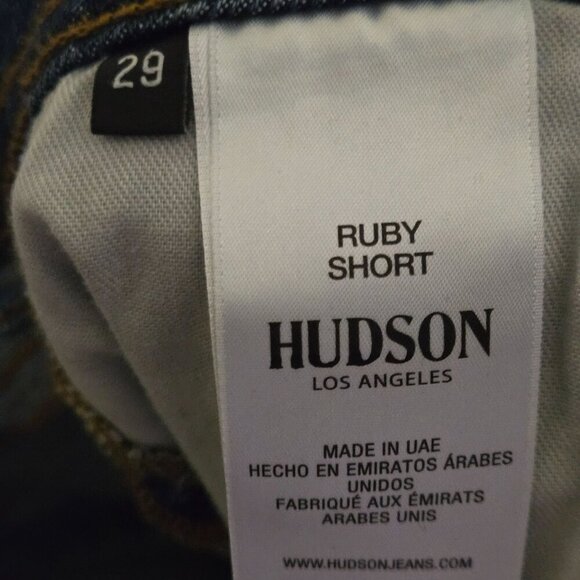 29
RUBY
SHORT
HUDSON
LOS ANGELES
MADE IN UAE
HECHO EN EMIRATOS ÁRABES
UNIDOS
FABRIQUÉ AUX ÉMIRATS
ARABES UNIS
WWW.HUDSONJEANS.COM